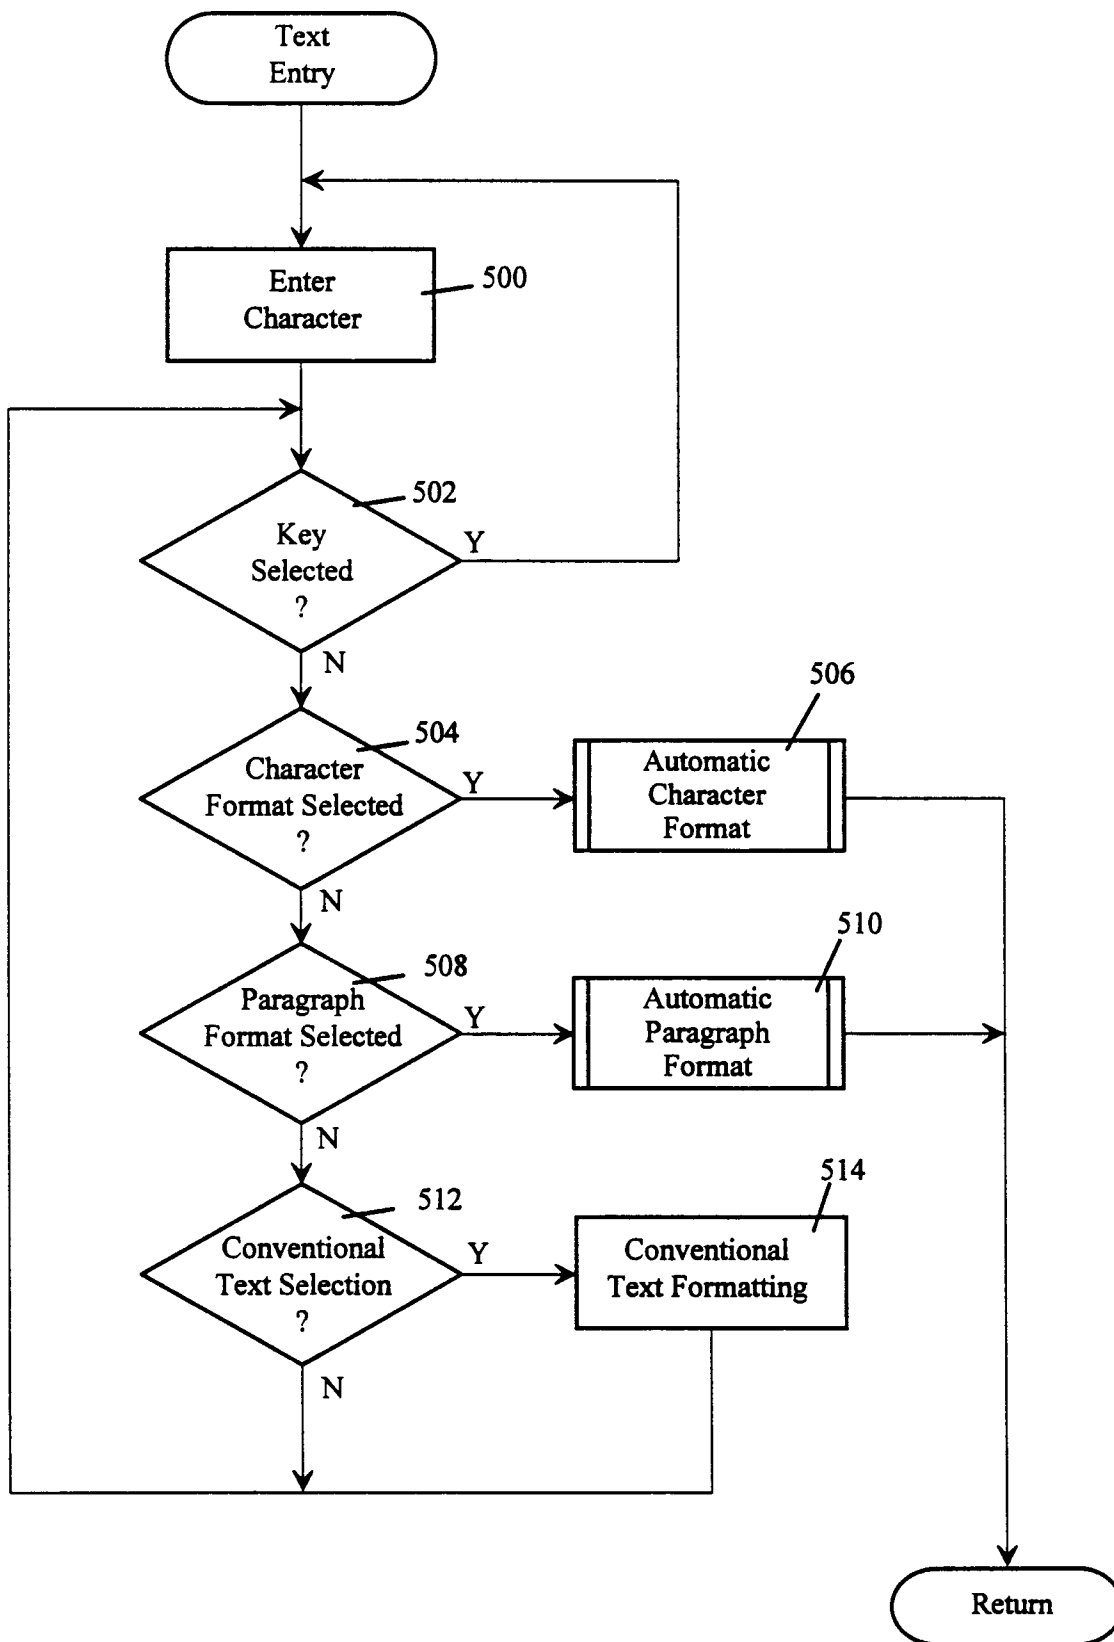 Text
Entry
Enter
Character
500
502
Key
Selected
?
Y
N
504
Character
Format Selected
?
Y
N
506
Automatic
Character
Format
508
Paragraph
Format Selected
?
Y
N
510
Automatic
Paragraph
Format
512
Conventional
Text Selection
?
Y
N
514
Conventional
Text Formatting
Return